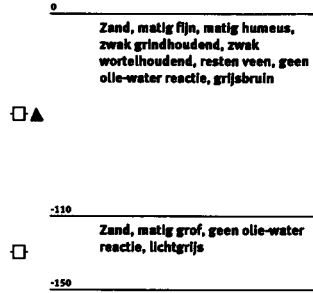 0
Zand, matig fijn, matig humeus,
zwak grindhoudend, zwak
wortelhoudend, resten veen, geen
olie-water reactie, grijsbruin
-110
Zand, matig grof, geen olie-water
reactie, lichtgrijs
-150